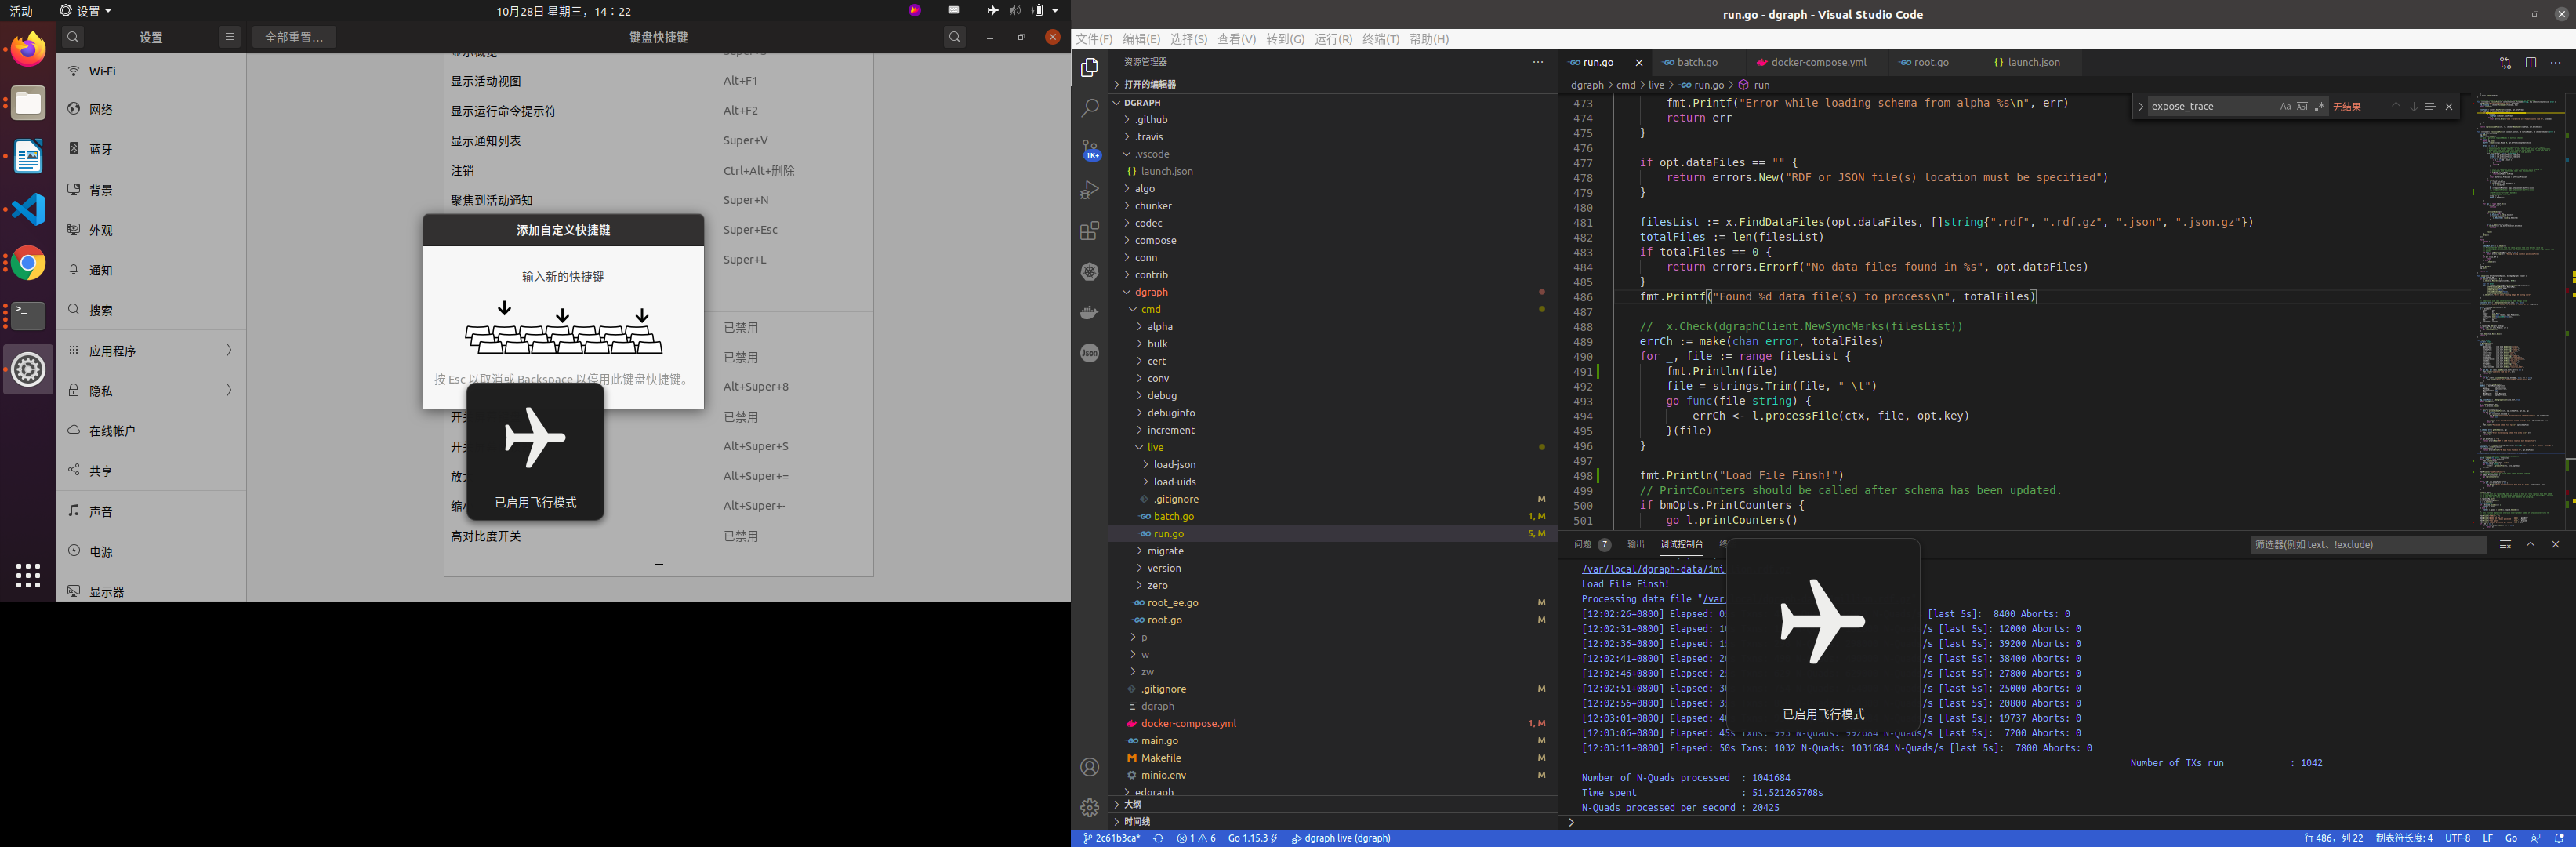 活动
设置
10月28日 星期三，14：22
设置
全部重置…
键盘快捷键
Wi-Fi
网络
蓝牙
背景
外观
通知
搜索
应用程序
隐私
在线帐户
共享
声音
电源
显示器
显示活动视图 Alt+F1
显示运行命令提示符 Alt+F2
显示通知列表 Super+V
注销 Ctrl+Alt+删除
聚焦到活动通知 Super+N
Super+Esc
Super+L
添加自定义快捷键
输入新的快捷键
按 Esc 以取消或 Backspace 以停用此键盘快捷键。
已禁用
已禁用
Alt+Super+8
已禁用
Alt+Super+S
Alt+Super+=
Alt+Super+-
高对比度开关 已禁用
+
已启用飞行模式
run.go - dgraph - Visual Studio Code
文件(F) 编辑(E) 选择(S) 查看(V) 转到(G) 运行(R) 终端(T) 帮助(H)
资源管理器
打开的编辑器
DGRAPH
.github
.travis
.vscode
launch.json
algo
chunker
codec
compose
conn
contrib
dgraph
cmd
alpha
bulk
cert
conv
debug
debuginfo
increment
live
load-json
load-uids
.gitignore M
batch.go 1, M
run.go 5, M
migrate
version
zero
root_ee.go M
root.go M
p
w
zw
.gitignore M
dgraph
docker-compose.yml 1, M
main.go M
Makefile M
minio.env M
edgraph
大纲
时间线
1K+
Json
run.go batch.go docker-compose.yml root.go launch.json
dgraph > cmd > live > run.go > run
expose_trace Aa Abl .* 无结果
473 fmt.Printf("Error while loading schema from alpha %s\n", err)
474 return err
475 }
476
477 if opt.dataFiles == "" {
478 return errors.New("RDF or JSON file(s) location must be specified")
479 }
480
481 filesList := x.FindDataFiles(opt.dataFiles, []string{".rdf", ".rdf.gz", ".json", ".json.gz"})
482 totalFiles := len(filesList)
483 if totalFiles == 0 {
484 return errors.Errorf("No data files found in %s", opt.dataFiles)
485 }
486 fmt.Printf("Found %d data file(s) to process\n", totalFiles)
487
488 //  x.Check(dgraphClient.NewSyncMarks(filesList))
489 errCh := make(chan error, totalFiles)
490 for _, file := range filesList {
491 fmt.Println(file)
492 file = strings.Trim(file, " \t")
493 go func(file string) {
494 errCh <- l.processFile(ctx, file, opt.key)
495 }(file)
496 }
497
498 fmt.Println("Load File Finsh!")
499 // PrintCounters should be called after schema has been updated.
500 if bmOpts.PrintCounters {
501 go l.printCounters()
问题 7 输出 调试控制台
筛选器(例如 text、!exclude)
/var/local/dgraph-data/1mil
Load File Finsh!
Processing data file "/var
[12:02:26+0800] Elapsed: 0 [last 5s]:  8400 Aborts: 0
[12:02:31+0800] Elapsed: 10 /s [last 5s]: 12000 Aborts: 0
[12:02:36+0800] Elapsed: 1 /s [last 5s]: 39200 Aborts: 0
[12:02:41+0800] Elapsed: 20 /s [last 5s]: 38400 Aborts: 0
[12:02:46+0800] Elapsed: 2 /s [last 5s]: 27800 Aborts: 0
[12:02:51+0800] Elapsed: 30 /s [last 5s]: 25000 Aborts: 0
[12:02:56+0800] Elapsed: 3 /s [last 5s]: 20800 Aborts: 0
[12:03:01+0800] Elapsed: 40 /s [last 5s]: 19737 Aborts: 0
[12:03:06+0800] Elapsed: 45s Txns: 993 N-Quads: 992684 N-Quads/s [last 5s]:  7200 Aborts: 0
[12:03:11+0800] Elapsed: 50s Txns: 1032 N-Quads: 1031684 N-Quads/s [last 5s]:  7800 Aborts: 0
Number of TXs run : 1042
Number of N-Quads processed : 1041684
Time spent : 51.521265708s
N-Quads processed per second : 20425
已启用飞行模式
2c61b3ca* 1 6 Go 1.15.3 dgraph live (dgraph)
行 486，列 22 制表符长度: 4 UTF-8 LF Go